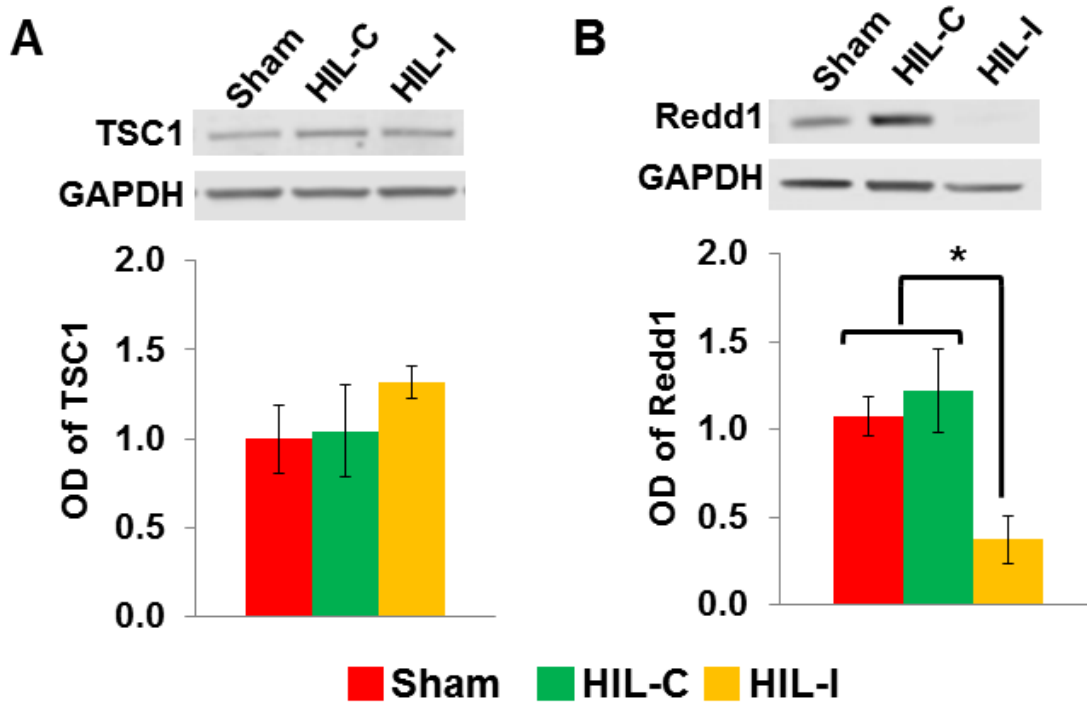 A
Sham HIL-C HIL-I
TSC1
GAPDH
2.0
1.5
1.0
0.5
0.0
OD of TSC1
B
Sham HIL-C HIL-I
Redd1
GAPDH
2.0
1.5
1.0
0.5
0.0
OD of Redd1
*
Sham HIL-C HIL-I